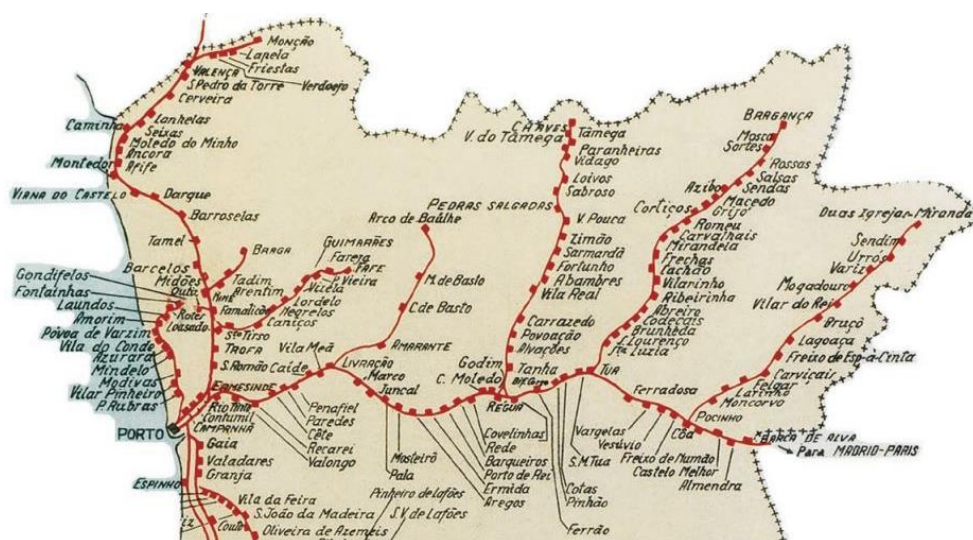 MONÇÃO
Lapela
Friestas
Verdoejo
VALENÇA
S. Pedro da Torre
Cerveira
Lanhelas
Caminha
Seixas
Moledo do Minho
Âncora
Afife
Montedor
VIANA DO CASTELO
Darque
Barroselas
Tamel
Barcelos
Midões
BRAGA
Tadim
Arentim
Nine
Famalicão
Gondifelos
Fontainhas
Laundos
Amorim
Póvoa de Varzim
Vila do Conde
Azurara
Mindelo
Modivas
Vilar Pinheiro
P. Rubras
Lousado
GUIMARÃES
Fareja
FAFE
P. Vieira
Vizela
Lordelo
Negrelos
Caniços
Stº Tirso
TROFA
S. Romão
ERMESINDE
Rio Tinto
Contumil
CAMPANHÃ
PORTO
Gaia
Valadares
Granja
ESPINHO
Vila da Feira
S. João da Madeira
Couto
Oliveira de Azemeis
Pinheiro de Lafões
S. V. de Lafões
Arco de Baúlhe
M. de Basto
C. de Basto
AMARANTE
Vila Meã
Caíde
LIVRAÇÃO
Marco
Juncal
Penafiel
Paredes
Cête
Recarei
Valongo
Mosteirô
Pala
Covelinhas
Rede
Barqueiros
Porto de Rei
Ermida
Aregos
Godim
C. Moledo
RÉGUA
CHAVES
V. do Tâmega
Tâmega
Paranheiras
Vidago
Loivos
Sabroso
PEDRAS SALGADAS
V. Pouca
Zimão
Sarmardã
Fortunho
Abambres
Vila Real
Carrazedo
Povoação
Alvações
Tanha
Cotas
Pinhão
Ferrão
BRAGANÇA
Mosca
Sortes
Rossas
Salsas
Sendas
Azibo
Macedo
Grijó
Cortiços
Romeu
Carvalhais
Mirandela
Frechas
Cachão
Vilarinho
Ribeirinha
Abreiro
Codeçais
Brunheda
S. Lourenço
Stª Luzia
TUA
S. M. Tua
Vargelas
Vesúvio
Ferradosa
Freixo de Numão
Castelo Melhor
Côa
Almendra
POCINHO
BARCA DE ALVA
Para MADRID-PARIS
Duas Igrejas-Miranda
Sendim
Urrós
Variz
Mogadouro
Vilar do Rei
Bruçó
Lagoaça
Freixo de Esp-à-Cinta
Carviçais
Felgar
Larinho
Moncorvo